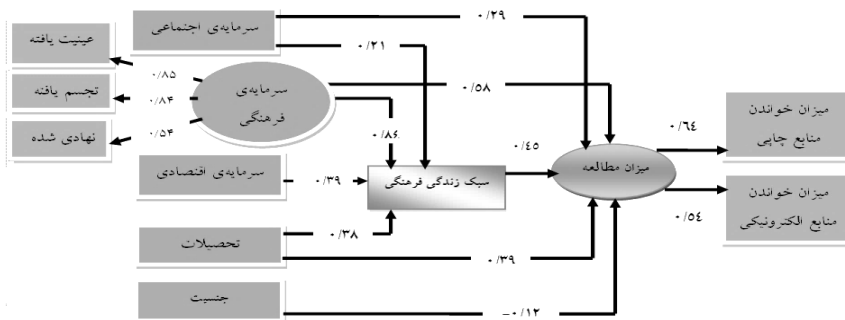 سرمایه‌ی اجتماعی
۰/۲۹
۰/۲۱
عینیت یافته
تجسم یافته
نهادی شده
۰/۸۵
۰/۸۴
۰/۵۴
سرمایه‌ی
فرهنگی
۰/۵۸
۰/۸۶
سرمایه‌ی اقتصادی
۰/۳۹
سبک زندگی فرهنگی
۰/۴۵
میزان مطالعه
۰/۶۴
میزان خواندن
منابع چاپی
۰/۵۴
میزان خواندن
منابع الکترونیکی
تحصیلات
۰/۳۸
۰/۳۹
جنسیت
-۰/۱۲